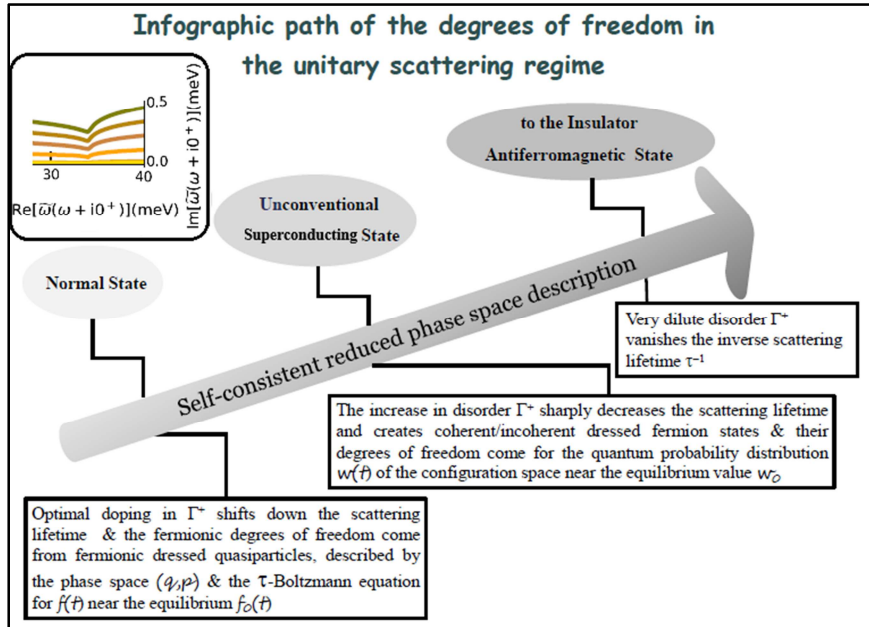 Infographic path of the degrees of freedom in
the unitary scattering regime
0.5
0.0
30
40
Re[ω̃(ω + i0⁺)](meV)
Im[ω̃(ω + i0⁺)](meV)
to the Insulator
Antiferromagnetic State
Unconventional
Superconducting State
Normal State
Self-consistent reduced phase space description
Very dilute disorder Γ⁺
vanishes the inverse scattering
lifetime τ⁻¹
The increase in disorder Γ⁺ sharply decreases the scattering lifetime
and creates coherent/incoherent dressed fermion states & their
degrees of freedom come for the quantum probability distribution
w(t) of the configuration space near the equilibrium value w₀
Optimal doping in Γ⁺ shifts down the scattering
lifetime & the fermionic degrees of freedom come
from fermionic dressed quasiparticles, described by
the phase space (q,p) & the τ-Boltzmann equation
for f(t) near the equilibrium f₀(t)